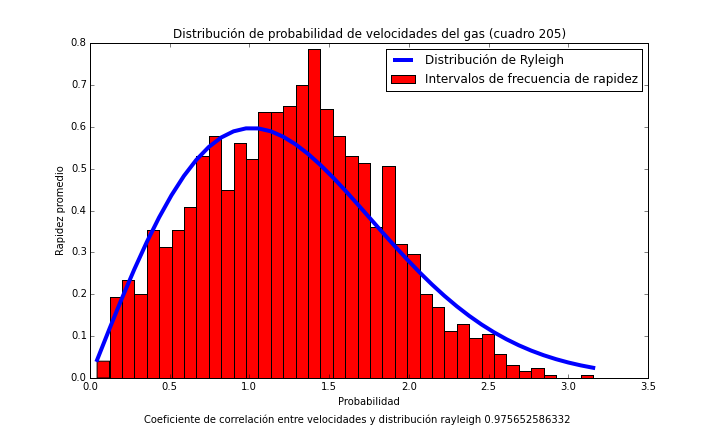 Distribución de probabilidad de velocidades del gas (cuadro 205)
Distribución de Ryleigh
Intervalos de frecuencia de rapidez
Rapidez promedio
0.8
0.7
0.6
0.5
0.4
0.3
0.2
0.1
0.0
0.0 0.5 1.0 1.5 2.0 2.5 3.0 3.5
Probabilidad
Coeficiente de correlación entre velocidades y distribución rayleigh 0.975652586332